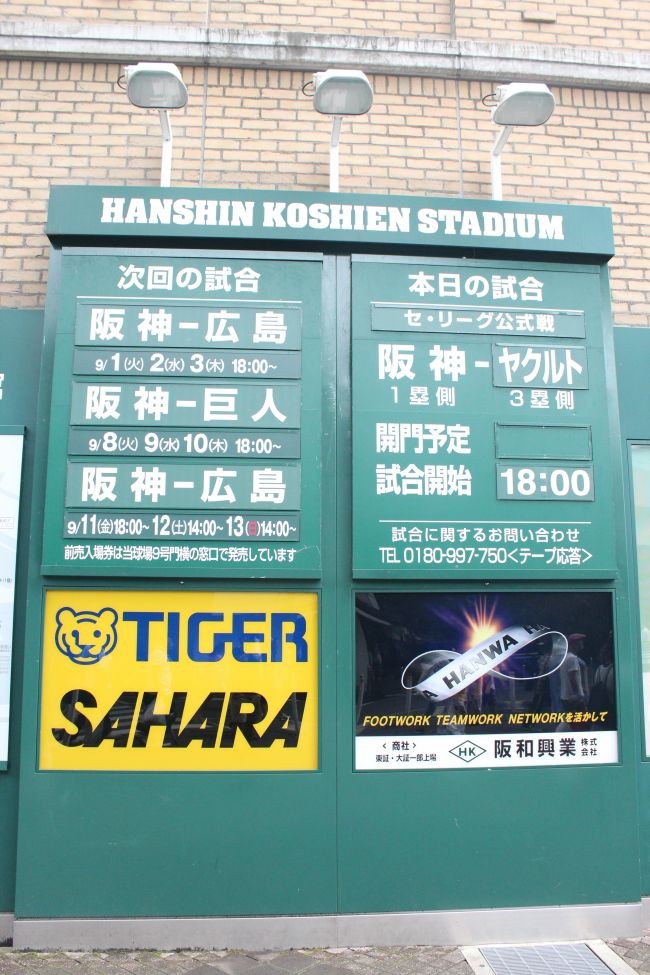 HANSHIN KOSHIEN STADIUM
次回の試合
阪神-広島
9/1(火) 2(水) 3(木) 18:00~
阪神-巨人
9/8(火) 9(水) 10(木) 18:00~
阪神-広島
9/11(金)18:00~ 12(土)14:00~ 13(日)14:00~
前売入場券は当球場9号門横の窓口で発売しています
本日の試合
セ・リーグ公式戦
阪神-ヤクルト
1塁側 3塁側
開門予定
試合開始 18:00
試合に関するお問い合わせ
TEL 0180-997-750<テープ応答>
TIGER
SAHARA
A HANWA HA
FOOTWORK TEAMWORK NETWORKを活かして
<商社>
東証・大証一部上場
HK 阪和興業 株式会社